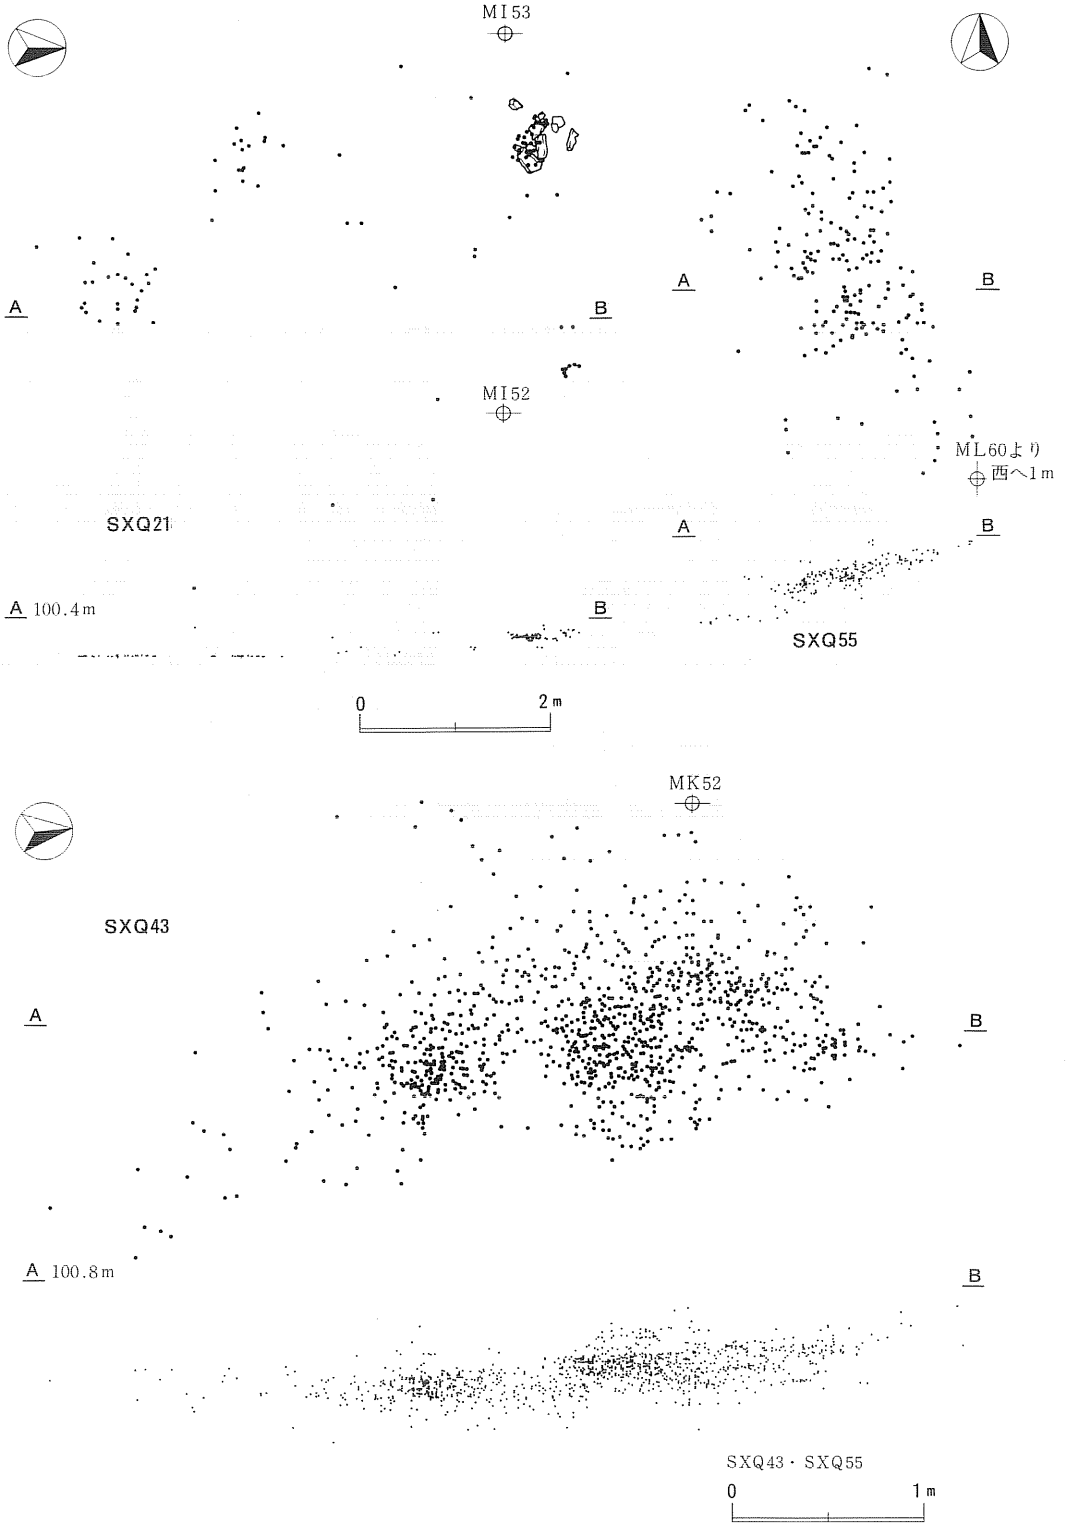 MI53
A
B
A
B
MI52
ML60より
西へ1m
SXQ21
A
B
A 100.4m
B
SXQ55
0 2m
MK52
SXQ43
A
B
A 100.8m
B
SXQ43・SXQ55
0 1m